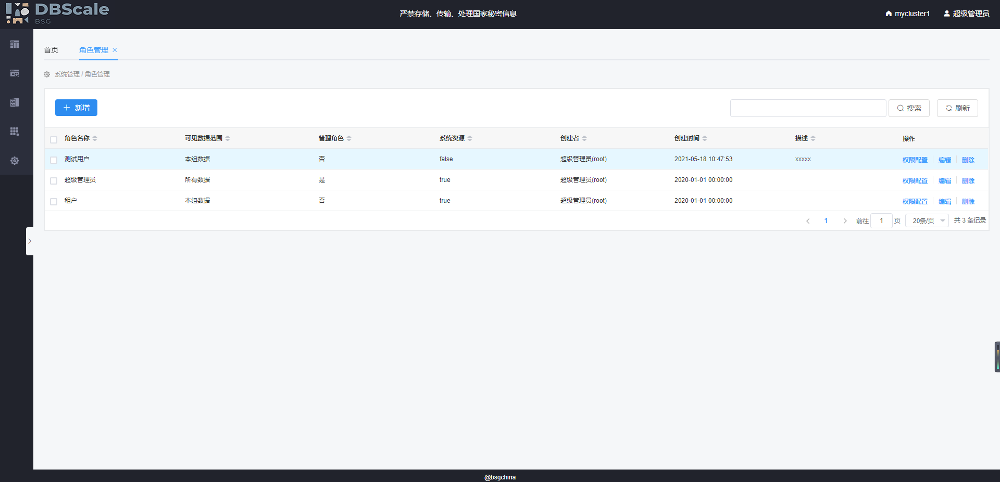 DBScale
BSG
严禁存储、传输、处理国家秘密信息
mycluster1 超级管理员
首页 角色管理
系统管理 / 角色管理
新增 搜索 刷新
角色名称 可见数据范围 管理角色 系统资源 创建者 创建时间 描述 操作
测试用户 本组数据 否 false 超级管理员(root) 2021-05-18 10:47:53 xxxxx 权限配置 编辑 删除
超级管理员 所有数据 是 true 超级管理员(root) 2020-01-01 00:00:00 权限配置 编辑 删除
租户 本组数据 否 true 超级管理员(root) 2020-01-01 00:00:00 权限配置 编辑 删除
1 前往 1 页 20条/页 共 3 条记录
@bsgchina